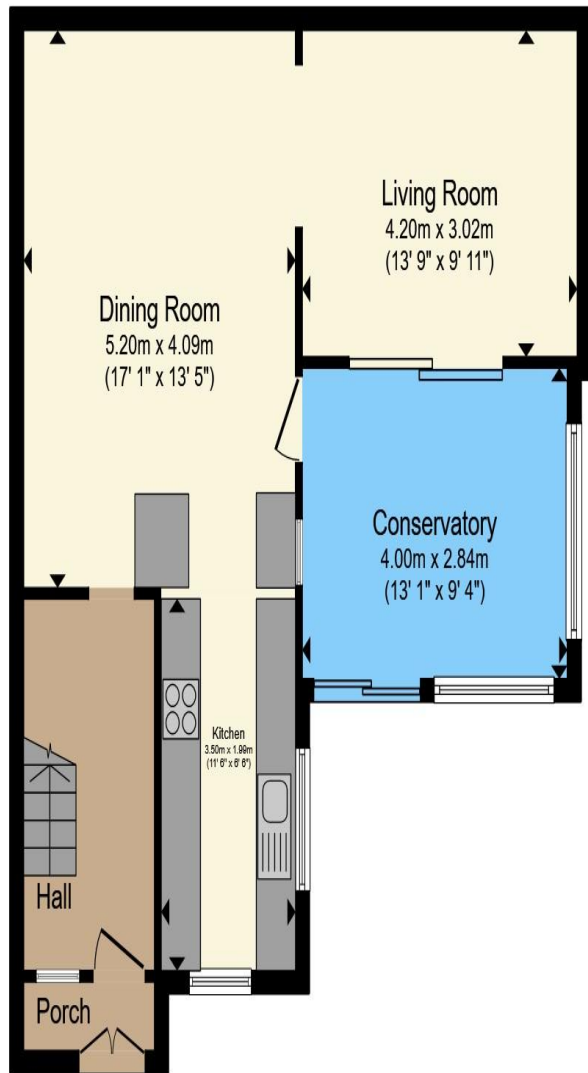 Living Room
4.20m x 3.02m
(13' 9" x 9' 11")
Dining Room
5.20m x 4.09m
(17' 1" x 13' 5")
Conservatory
4.00m x 2.84m
(13' 1" x 9' 4")
Kitchen
3.50m x 1.99m
(11' 6" x 6' 6")
Hall
Porch